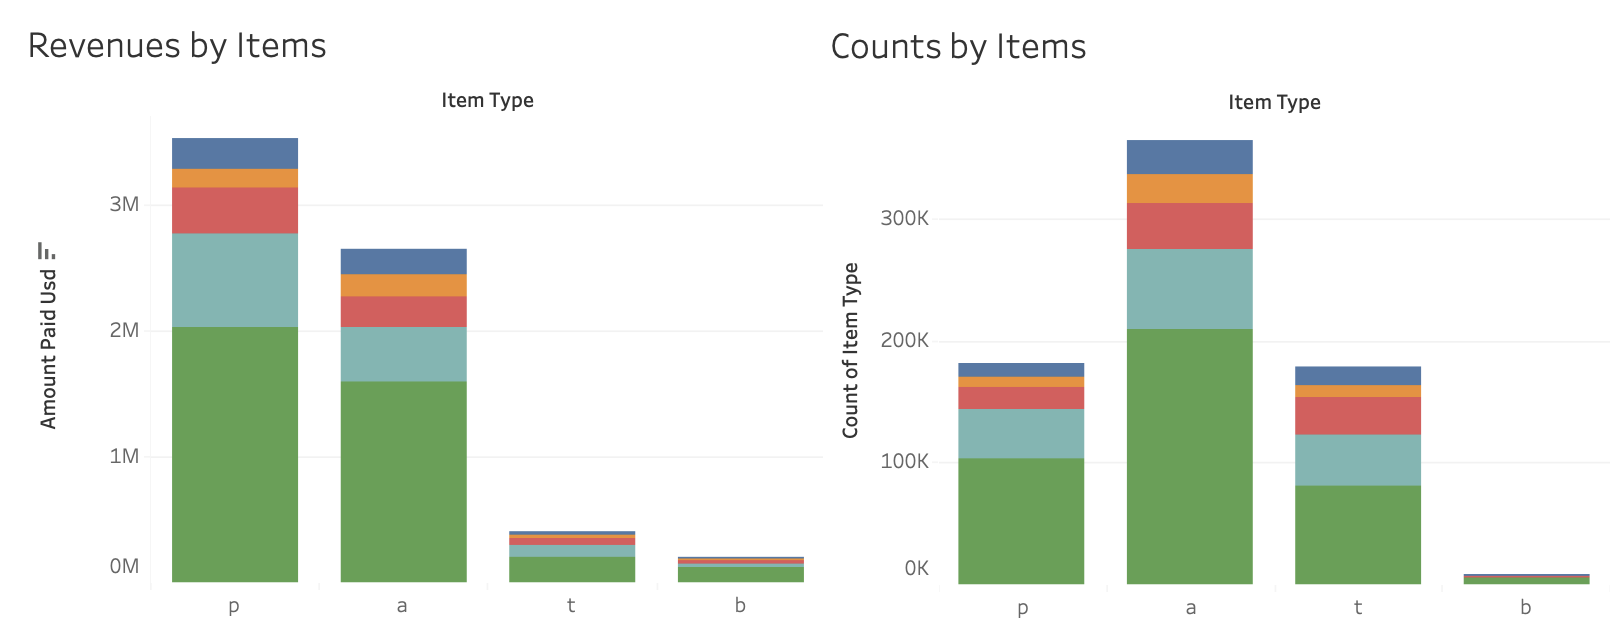 Revenues by Items
Item Type
Amount Paid Usd
3M
2M
1M
0M
p
a
t
b
Counts by Items
Item Type
Count of Item Type
300K
200K
100K
0K
p
a
t
b